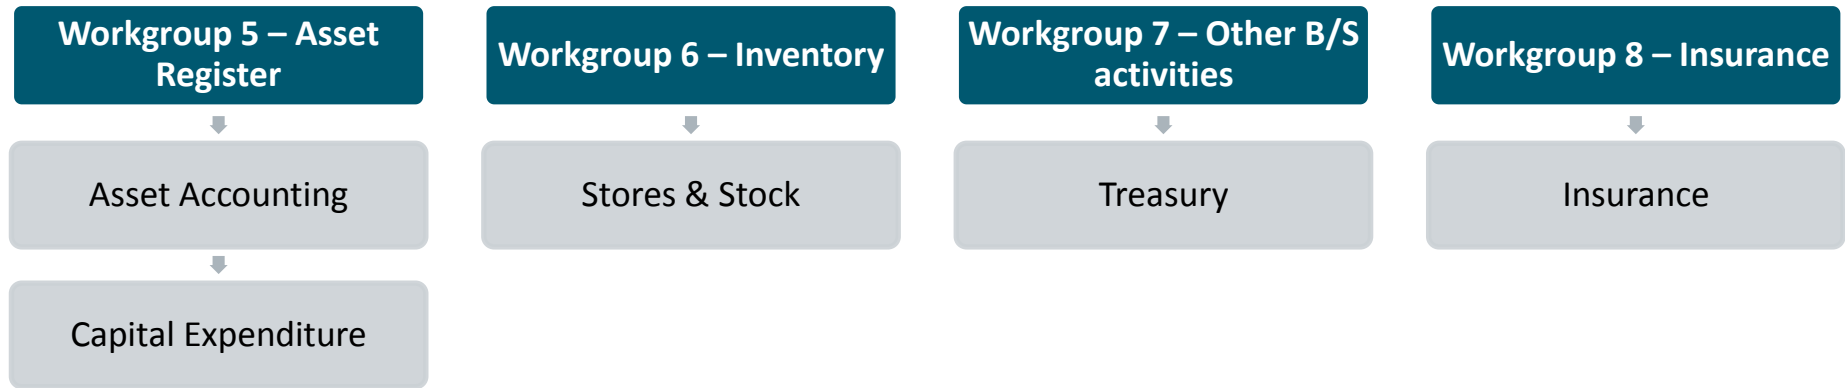 Workgroup 5 – Asset
Register
Asset Accounting
Capital Expenditure
Workgroup 6 – Inventory
Stores & Stock
Workgroup 7 – Other B/S
activities
Treasury
Workgroup 8 – Insurance
Insurance